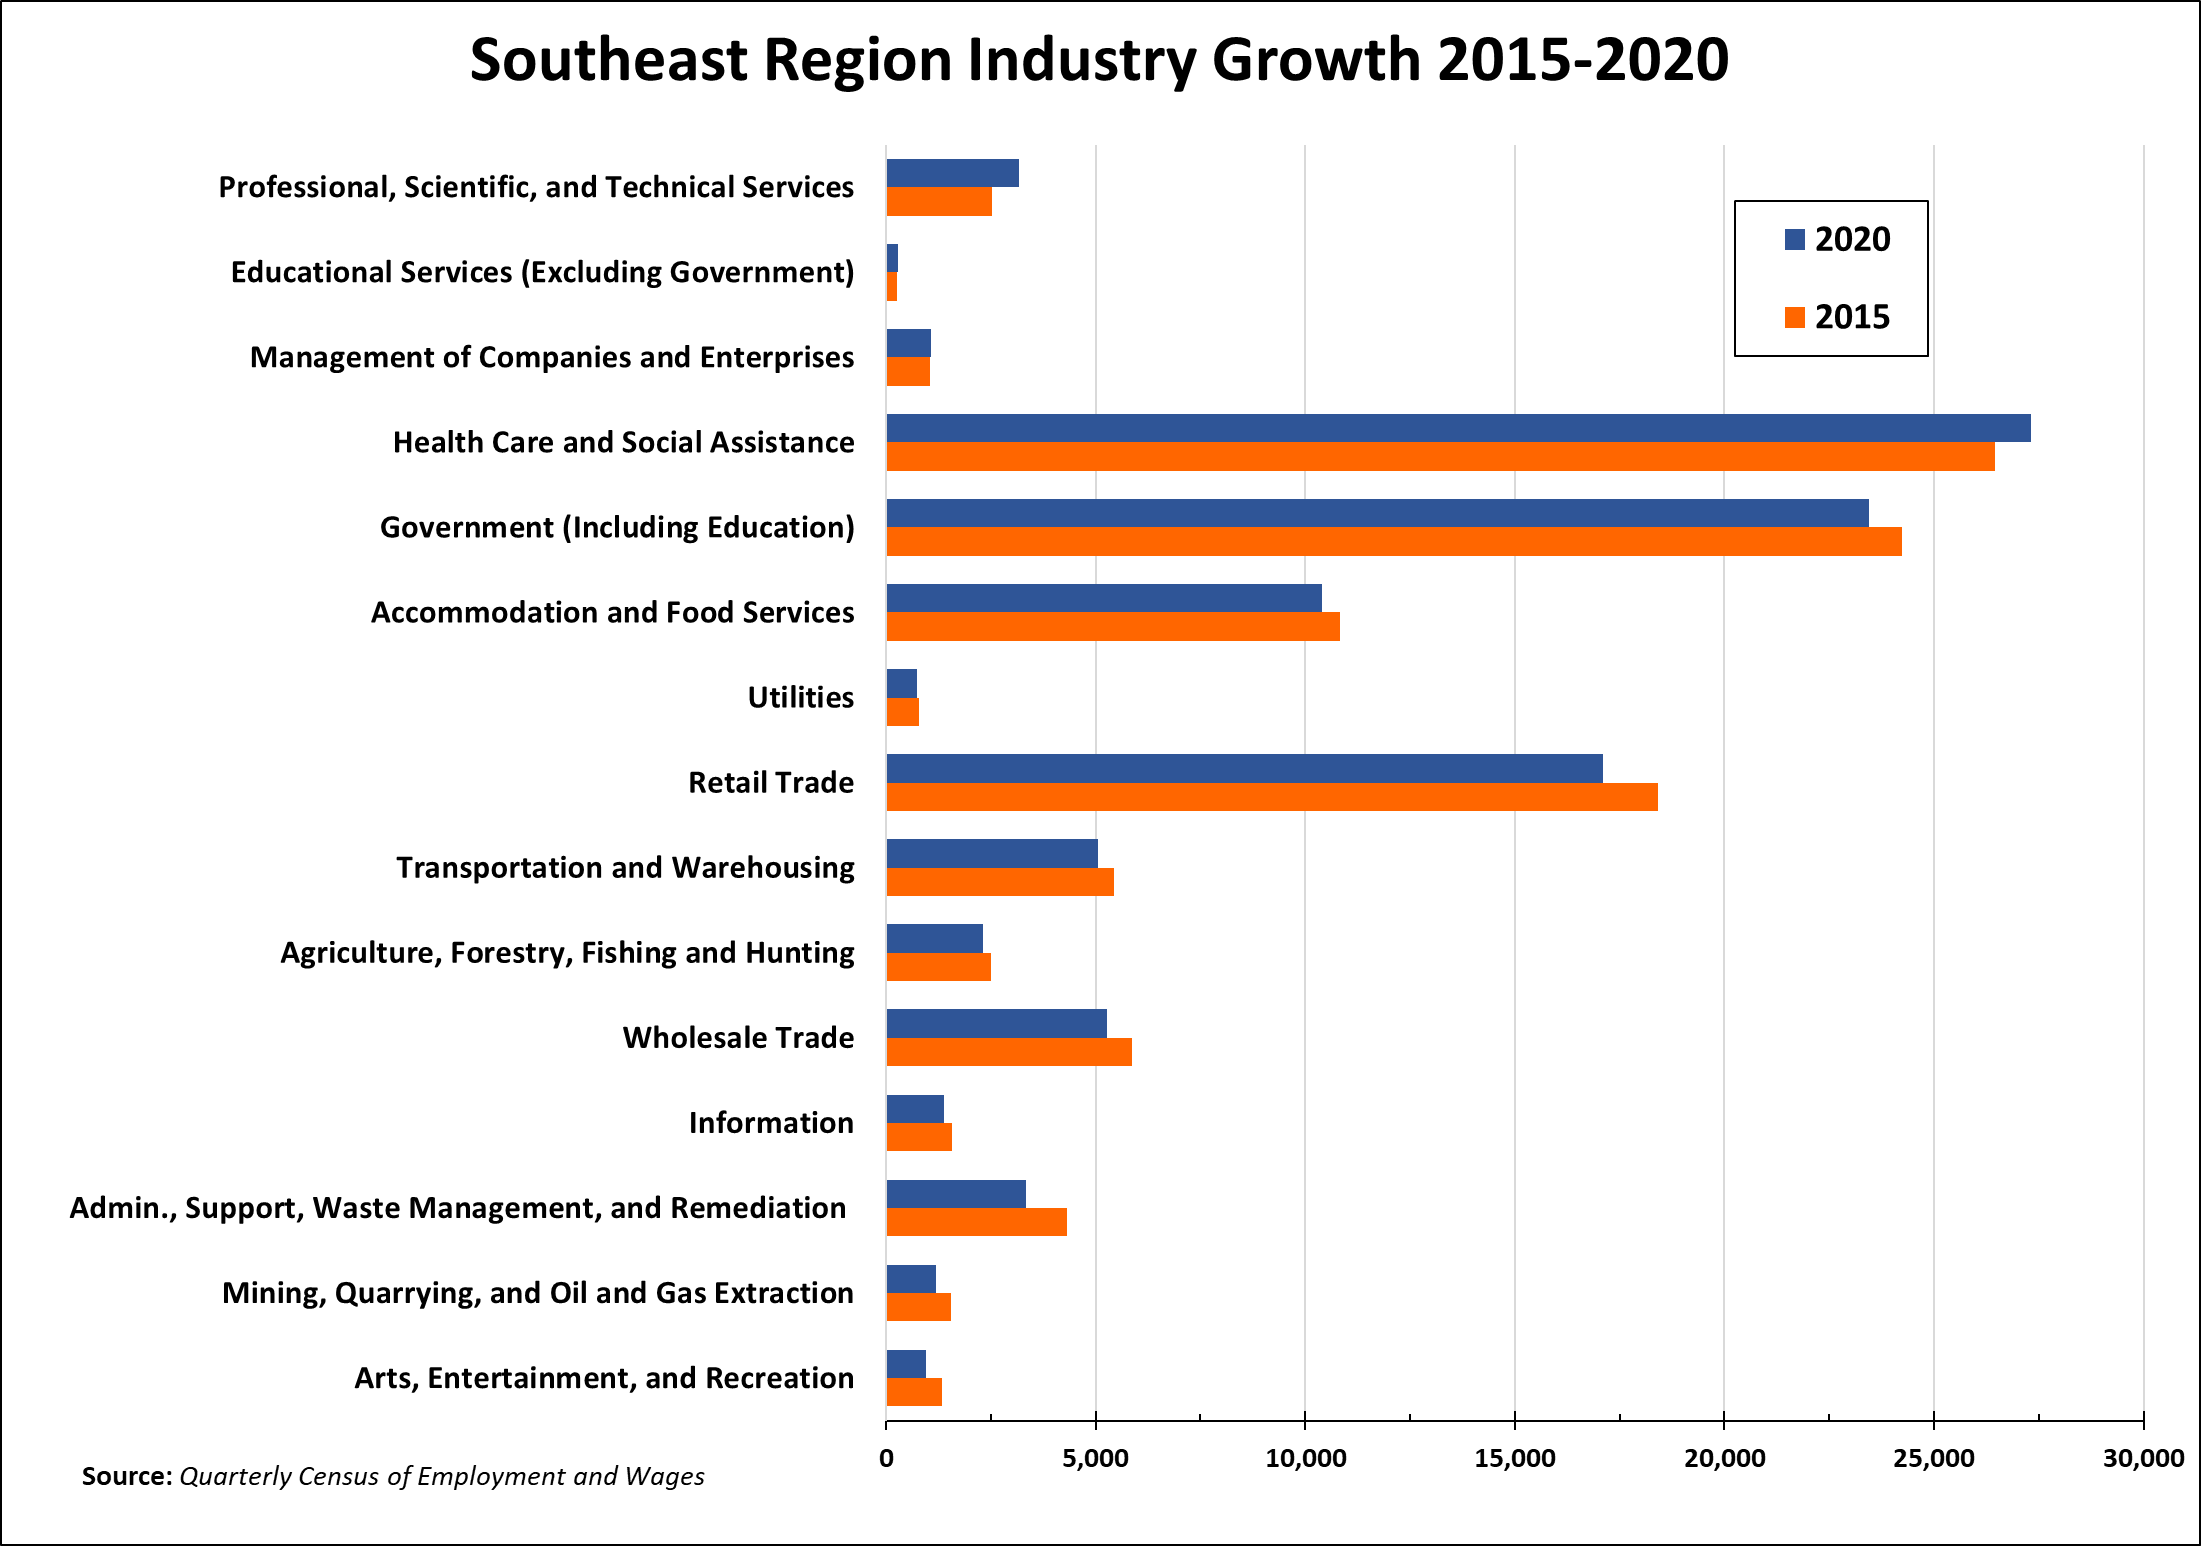 Southeast Region Industry Growth 2015-2020
Professional, Scientific, and Technical Services
Educational Services (Excluding Government)
Management of Companies and Enterprises
Health Care and Social Assistance
Government (Including Education)
Accommodation and Food Services
Utilities
Retail Trade
Transportation and Warehousing
Agriculture, Forestry, Fishing and Hunting
Wholesale Trade
Information
Admin., Support, Waste Management, and Remediation
Mining, Quarrying, and Oil and Gas Extraction
Arts, Entertainment, and Recreation
2020
2015
0 5,000 10,000 15,000 20,000 25,000 30,000
Source: Quarterly Census of Employment and Wages